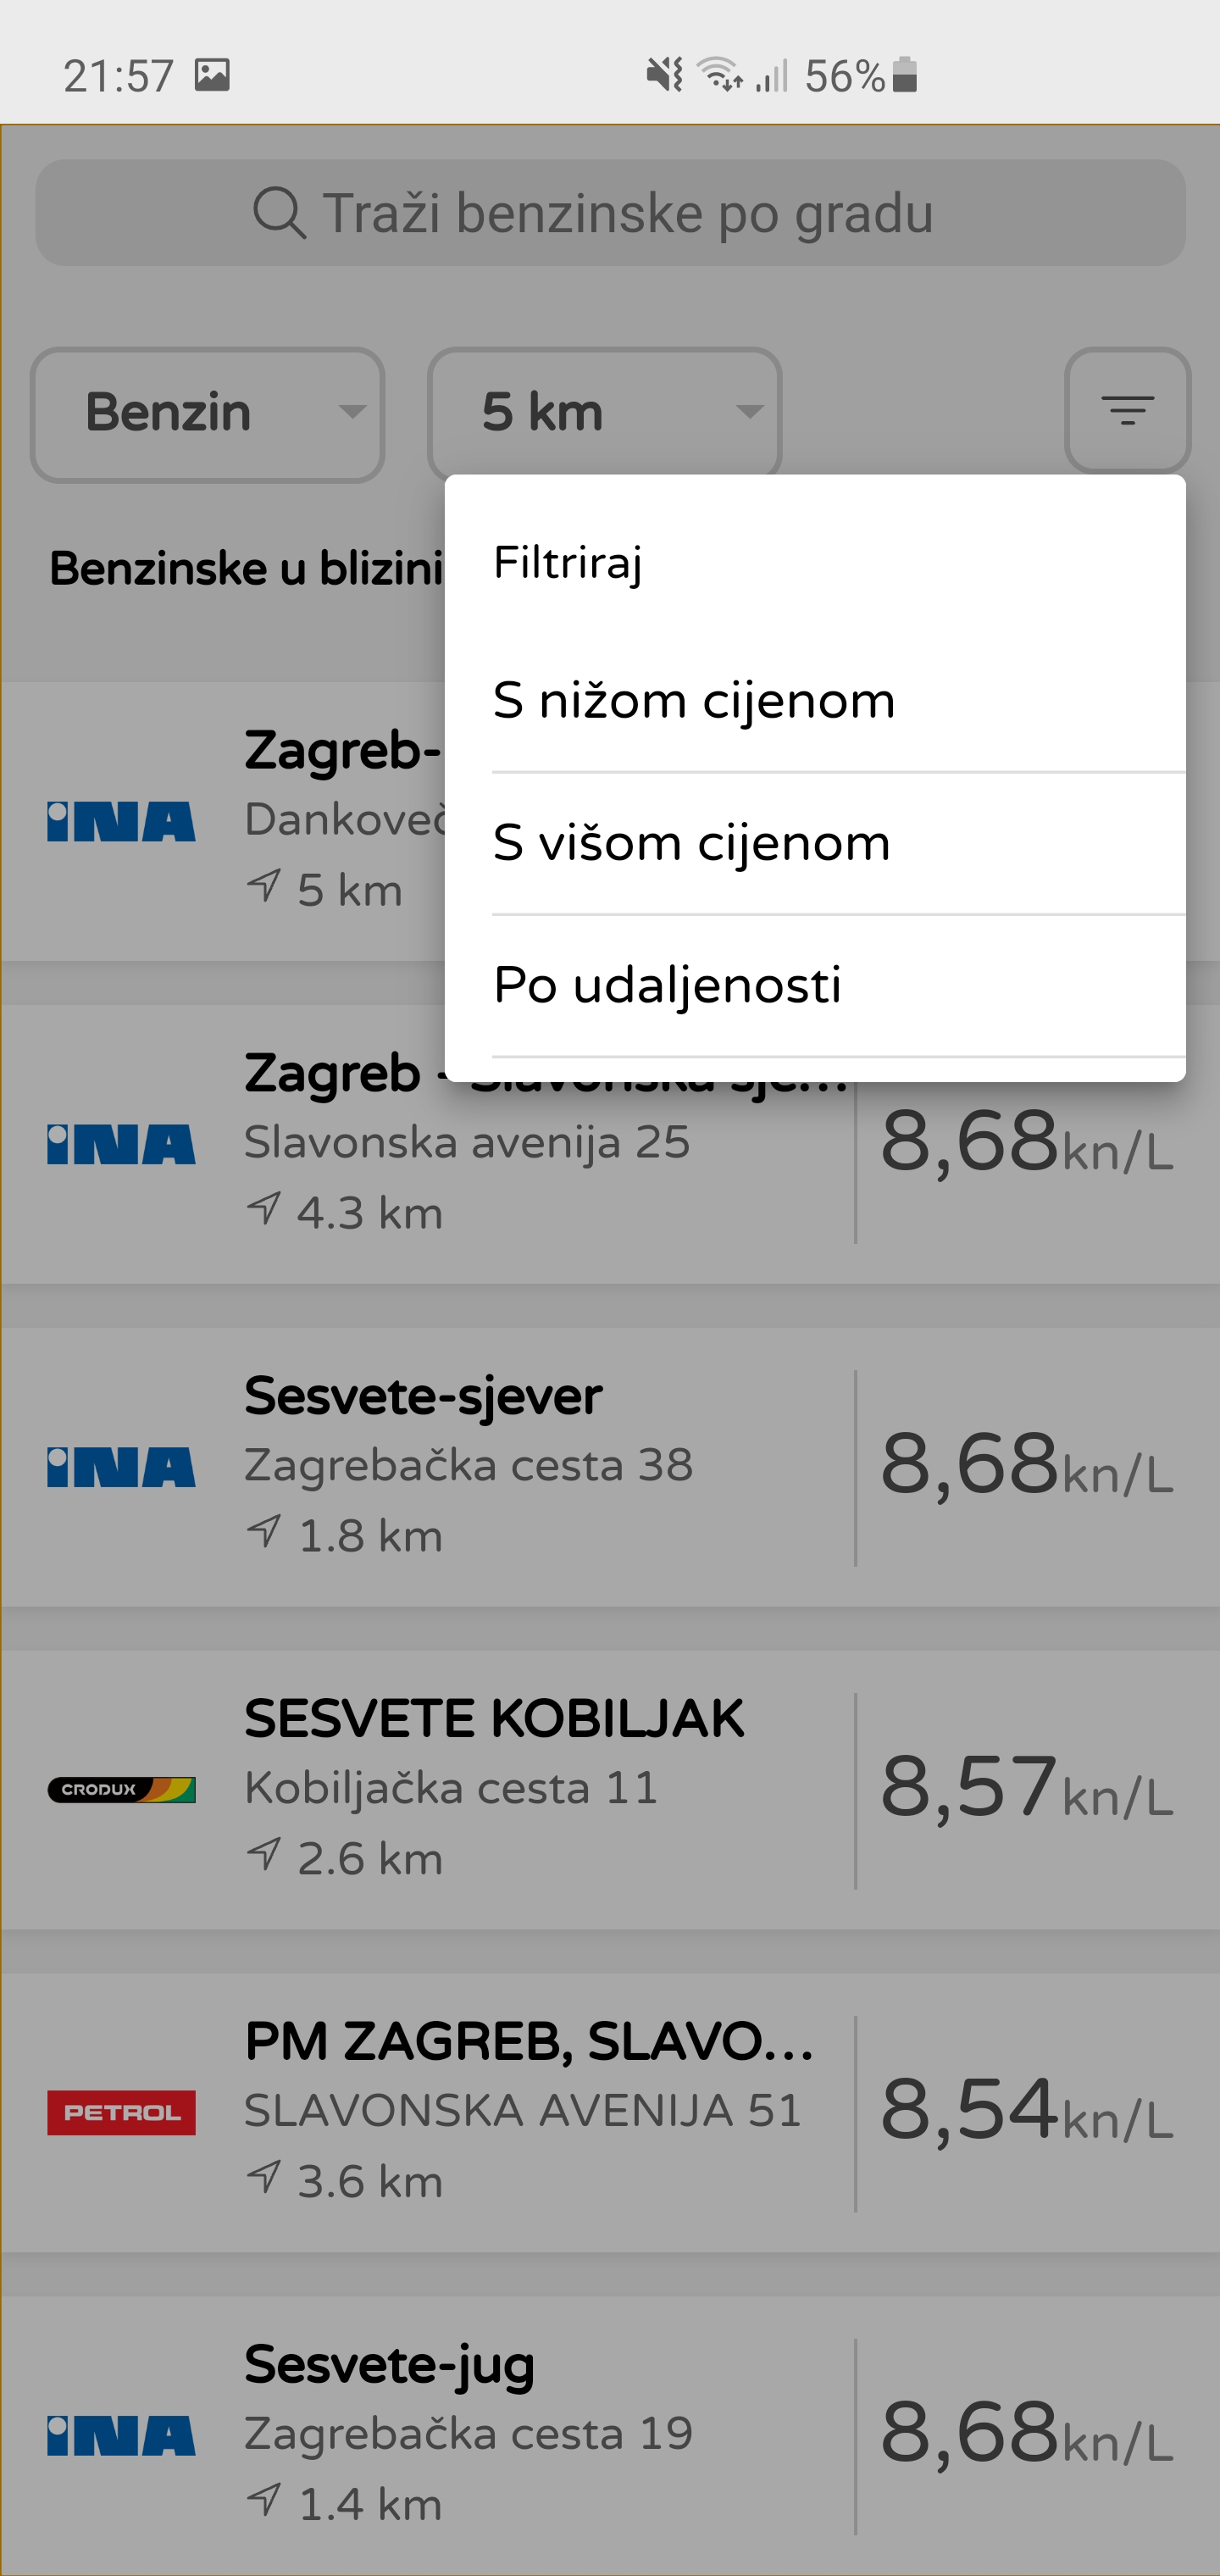 21:57
56%
Traži benzinske po gradu
Benzin
5 km
Benzinske u blizini
Filtriraj
S nižom cijenom
S višom cijenom
Po udaljenosti
Zagreb-
INA
5 km
Zagreb -
INA
Slavonska avenija 25
8,68kn/L
4.3 km
Sesvete-sjever
INA
Zagrebačka cesta 38
8,68kn/L
1.8 km
SESVETE KOBILJAK
CRODUX
Kobiljačka cesta 11
8,57kn/L
2.6 km
PM ZAGREB, SLAVO...
PETROL
SLAVONSKA AVENIJA 51
8,54kn/L
3.6 km
Sesvete-jug
INA
Zagrebačka cesta 19
8,68kn/L
1.4 km